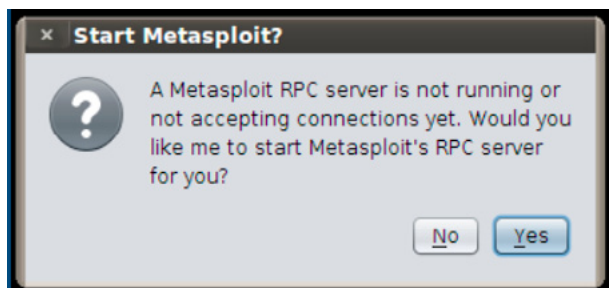 Start Metasploit?
A Metasploit RPC server is not running or
not accepting connections yet. Would you
like me to start Metasploit's RPC server
for you?
No Yes